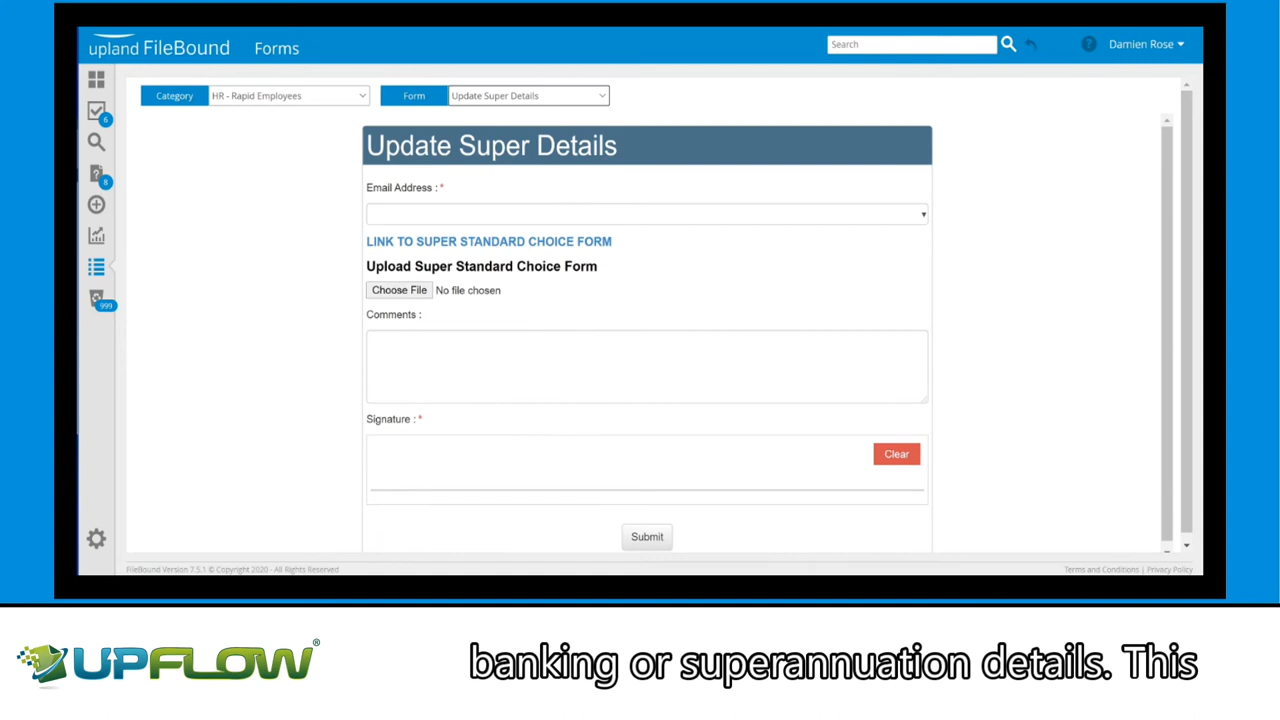 upland FileBound Forms
Search
Damien Rose
Category HR - Rapid Employees Form Update Super Details
6
8
999
Update Super Details
Email Address : *
LINK TO SUPER STANDARD CHOICE FORM
Upload Super Standard Choice Form
Choose File No file chosen
Comments :
Signature : *
Clear
Submit
FileBound Version 7.5.1 © Copyright 2020 - All Rights Reserved
Terms and Conditions | Privacy Policy
UPFLOW®
banking or superannuation details. This